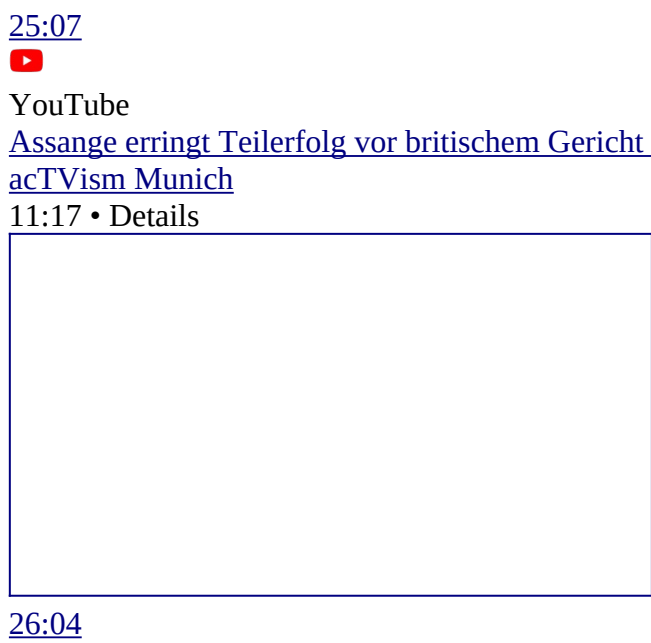 25:07
YouTube
Assange erringt Teilerfolg vor britischem Gericht
acTVism Munich
11:17 • Details
26:04